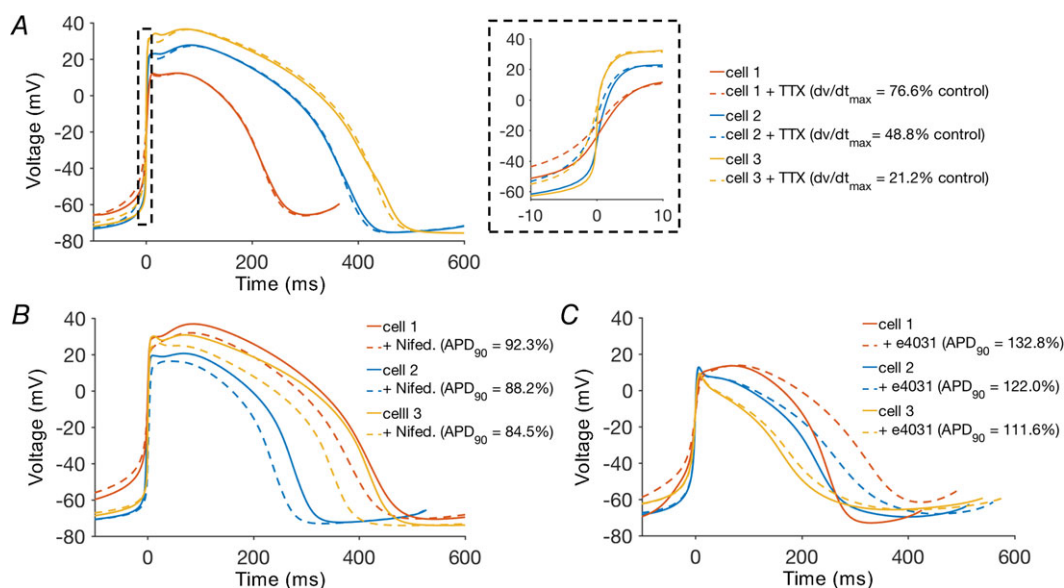 A
Voltage (mV)
40
20
0
-20
-40
-60
-80
0
200
400
600
Time (ms)
40
20
0
-20
-40
-60
-10
0
10
cell 1
cell 1 + TTX (dv/dtmax = 76.6% control)
cell 2
cell 2 + TTX (dv/dtmax = 48.8% control)
cell 3
cell 3 + TTX (dv/dtmax = 21.2% control)
B
Voltage (mV)
40
20
0
-20
-40
-60
-80
0
200
400
600
Time (ms)
cell 1
+ Nifed. (APD90 = 92.3%)
cell 2
+ Nifed. (APD90 = 88.2%)
celll 3
+ Nifed. (APD90 = 84.5%)
C
Voltage (mV)
40
20
0
-20
-40
-60
-80
0
200
400
600
Time (ms)
cell 1
+ e4031 (APD90 = 132.8%)
cell 2
+ e4031 (APD90 = 122.0%)
cell 3
+ e4031 (APD90 = 111.6%)